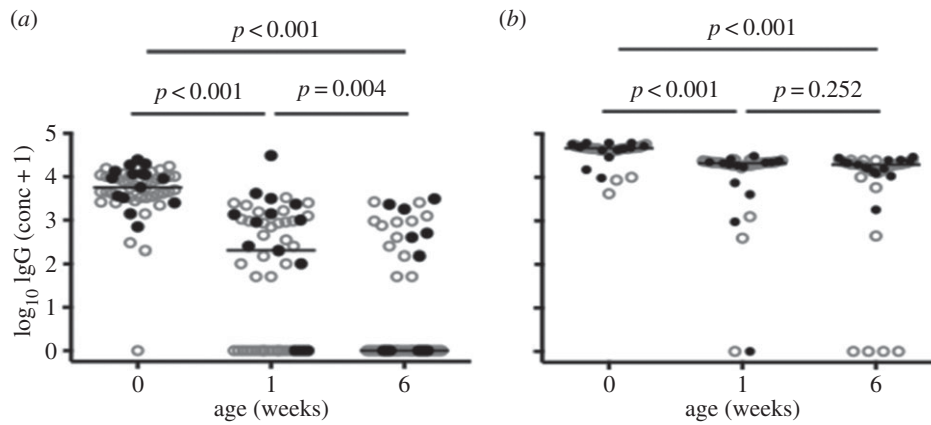 (a)
p < 0.001
p < 0.001 p = 0.004
5
4
3
2
1
0
log10 IgG (conc + 1)
0 1 6
age (weeks)
(b)
p < 0.001
p < 0.001 p = 0.252
0 1 6
age (weeks)